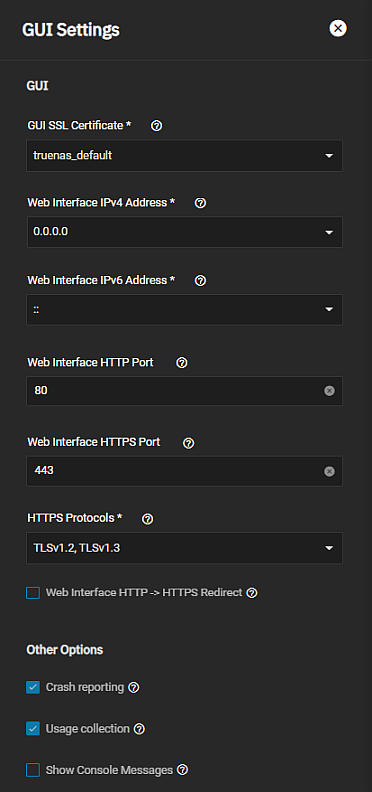 GUI Settings
GUI
GUI SSL Certificate *
truenas_default
Web Interface IPv4 Address *
0.0.0.0
Web Interface IPv6 Address *
::
Web Interface HTTP Port
80
Web Interface HTTPS Port
443
HTTPS Protocols *
TLSv1.2, TLSv1.3
Web Interface HTTP -> HTTPS Redirect
Other Options
Crash reporting
Usage collection
Show Console Messages